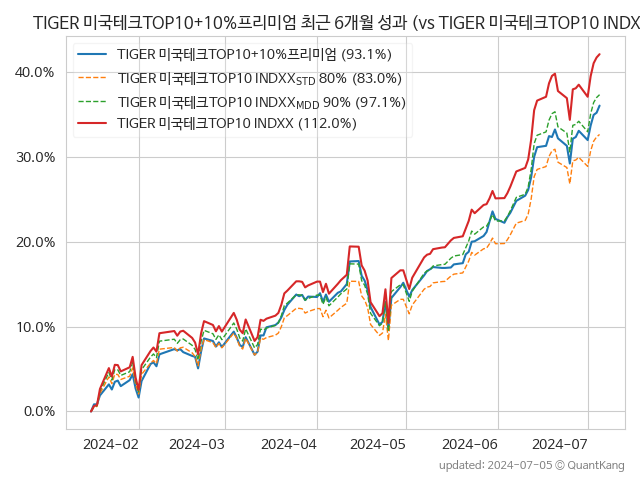 TIGER 미국테크TOP10+10%프리미엄 최근 6개월 성과 (vs TIGER 미국테크TOP10 INDX
TIGER 미국테크TOP10+10%프리미엄 (93.1%)
TIGER 미국테크TOP10 INDXXSTD 80% (83.0%)
TIGER 미국테크TOP10 INDXXMDD 90% (97.1%)
TIGER 미국테크TOP10 INDXX (112.0%)
40.0%
30.0%
20.0%
10.0%
0.0%
2024-02 2024-03 2024-04 2024-05 2024-06 2024-07
updated: 2024-07-05 © QuantKang